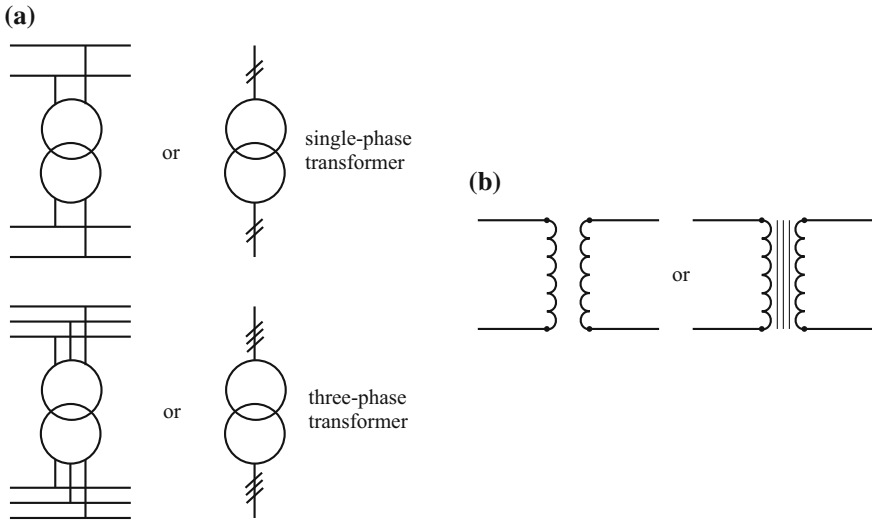 (a)
or
single-phase
transformer
or
three-phase
transformer
(b)
or